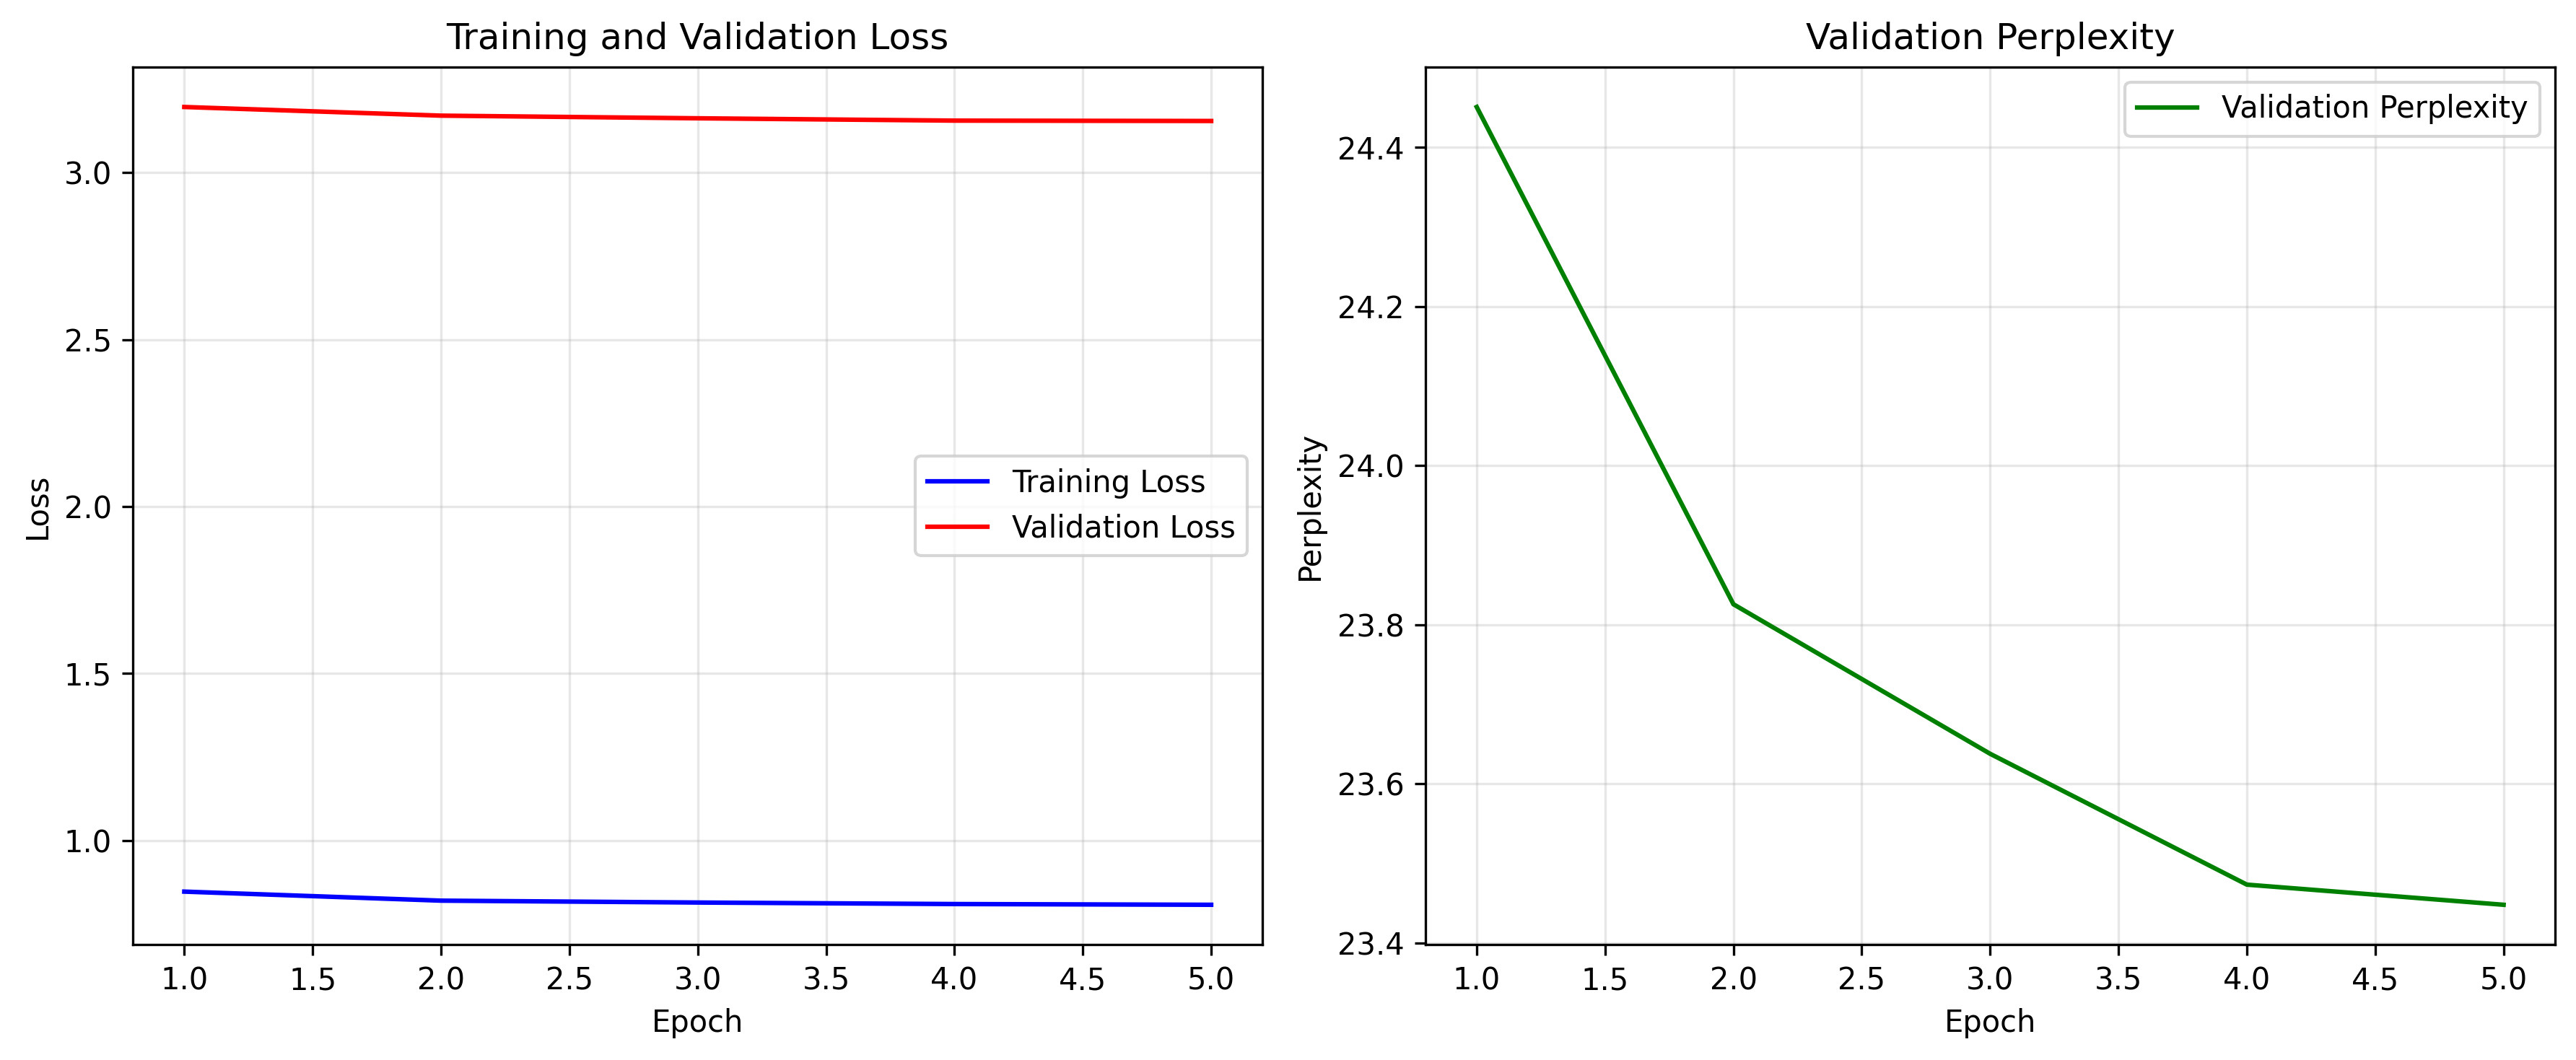 Training and Validation Loss
3.0
2.5
2.0
1.5
1.0
Loss
Training Loss
Validation Loss
1.0 1.5 2.0 2.5 3.0 3.5 4.0 4.5 5.0
Epoch
Validation Perplexity
Validation Perplexity
24.4
24.2
24.0
23.8
23.6
23.4
Perplexity
1.0 1.5 2.0 2.5 3.0 3.5 4.0 4.5 5.0
Epoch